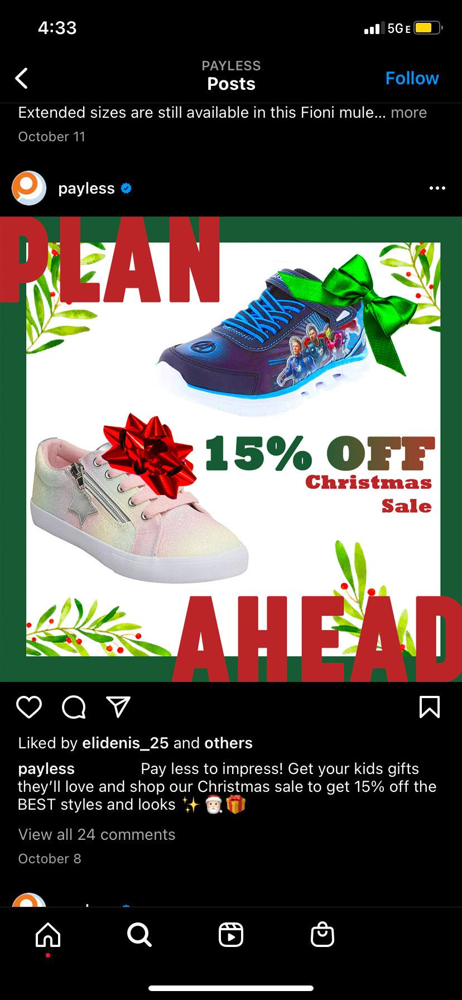 4:33
5GE
PAYLESS
Posts
Follow
Extended sizes are still available in this Fioni mule... more
October 11
payless
PLAN
15% OFF
Christmas
Sale
AHEAD
Liked by elidenis_25 and others
payless Pay less to impress! Get your kids gifts
they’ll love and shop our Christmas sale to get 15% off the
BEST styles and looks ✨🎅🏻🎁
View all 24 comments
October 8